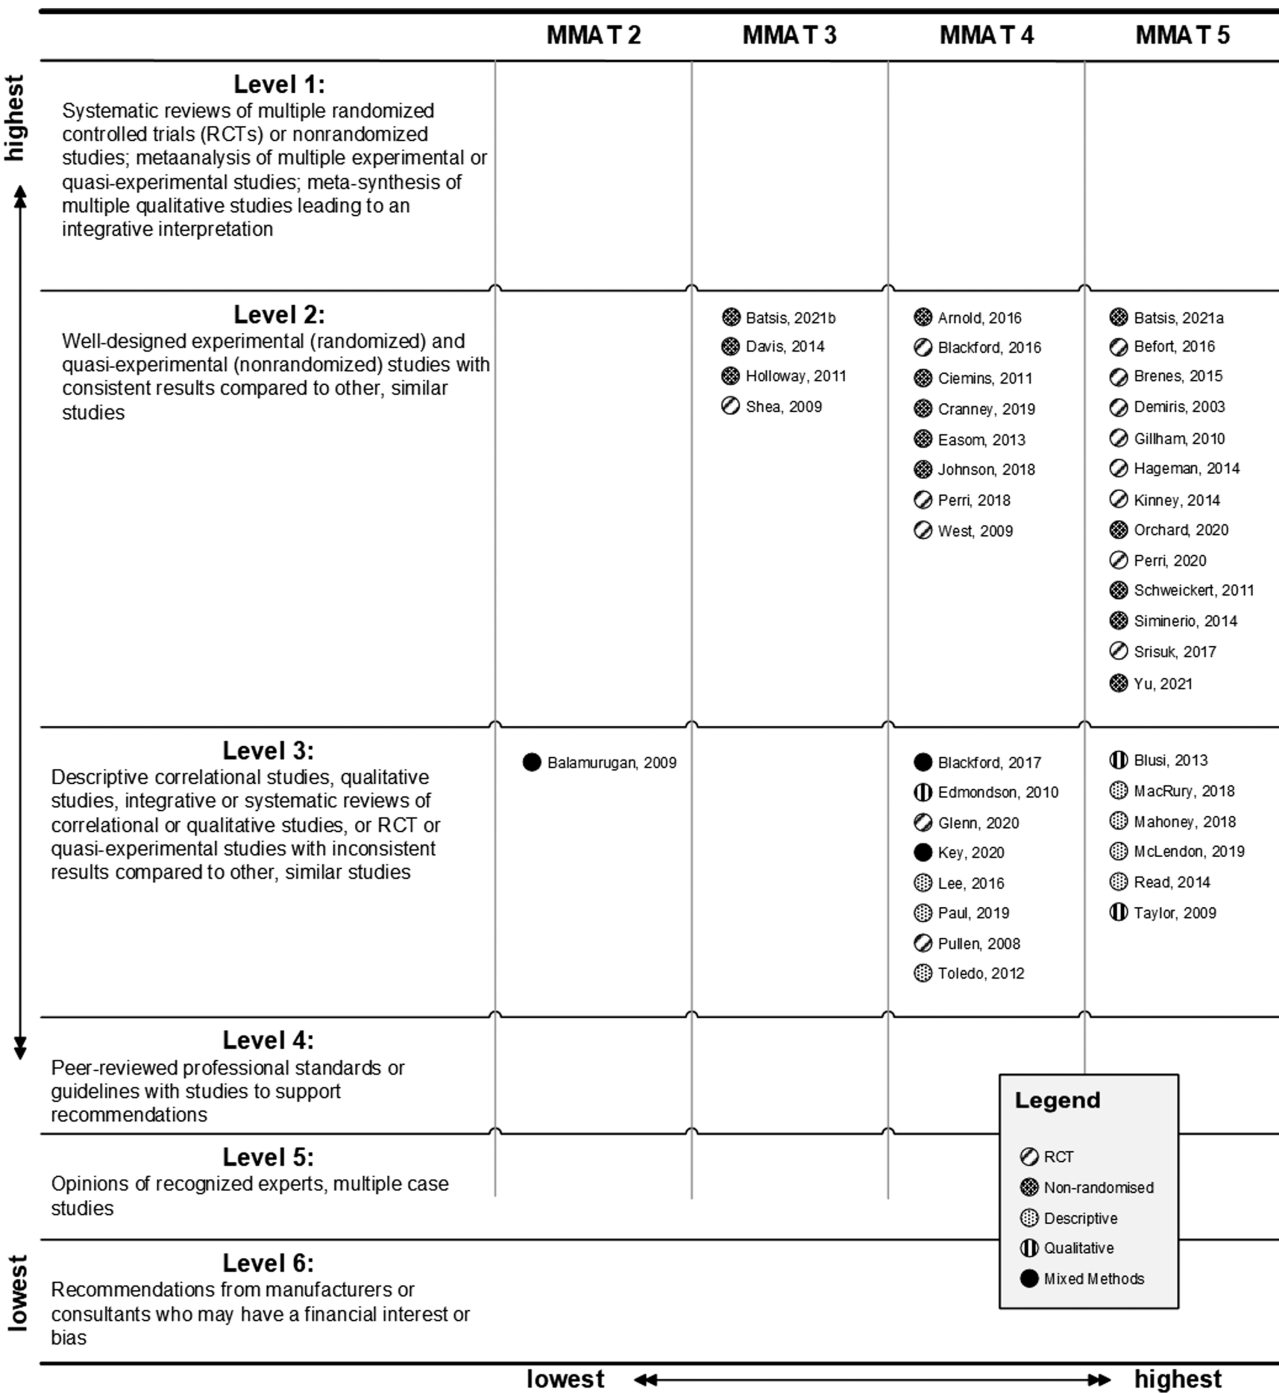 MMAT 2 MMAT 3 MMAT 4 MMAT 5
highest
Level 1:
Systematic reviews of multiple randomized
controlled trials (RCTs) or nonrandomized
studies; metaanalysis of multiple experimental or
quasi-experimental studies; meta-synthesis of
multiple qualitative studies leading to an
integrative interpretation
Level 2:
Well-designed experimental (randomized) and
quasi-experimental (nonrandomized) studies with
consistent results compared to other, similar
studies
Batsis, 2021b
Davis, 2014
Holloway, 2011
Shea, 2009
Arnold, 2016
Blackford, 2016
Ciemins, 2011
Cranney, 2019
Easom, 2013
Johnson, 2018
Perri, 2018
West, 2009
Batsis, 2021a
Befort, 2016
Brenes, 2015
Demiris, 2003
Gillham, 2010
Hageman, 2014
Kinney, 2014
Orchard, 2020
Perri, 2020
Schweickert, 2011
Siminerio, 2014
Srisuk, 2017
Yu, 2021
Level 3:
Descriptive correlational studies, qualitative
studies, integrative or systematic reviews of
correlational or qualitative studies, or RCT or
quasi-experimental studies with inconsistent
results compared to other, similar studies
Balamurugan, 2009
Blackford, 2017
Edmondson, 2010
Glenn, 2020
Key, 2020
Lee, 2016
Paul, 2019
Pullen, 2008
Toledo, 2012
Blusi, 2013
MacRury, 2018
Mahoney, 2018
McLendon, 2019
Read, 2014
Taylor, 2009
Level 4:
Peer-reviewed professional standards or
guidelines with studies to support
recommendations
Level 5:
Opinions of recognized experts, multiple case
studies
Level 6:
Recommendations from manufacturers or
consultants who may have a financial interest or
bias
lowest
Legend
RCT
Non-randomised
Descriptive
Qualitative
Mixed Methods
lowest highest